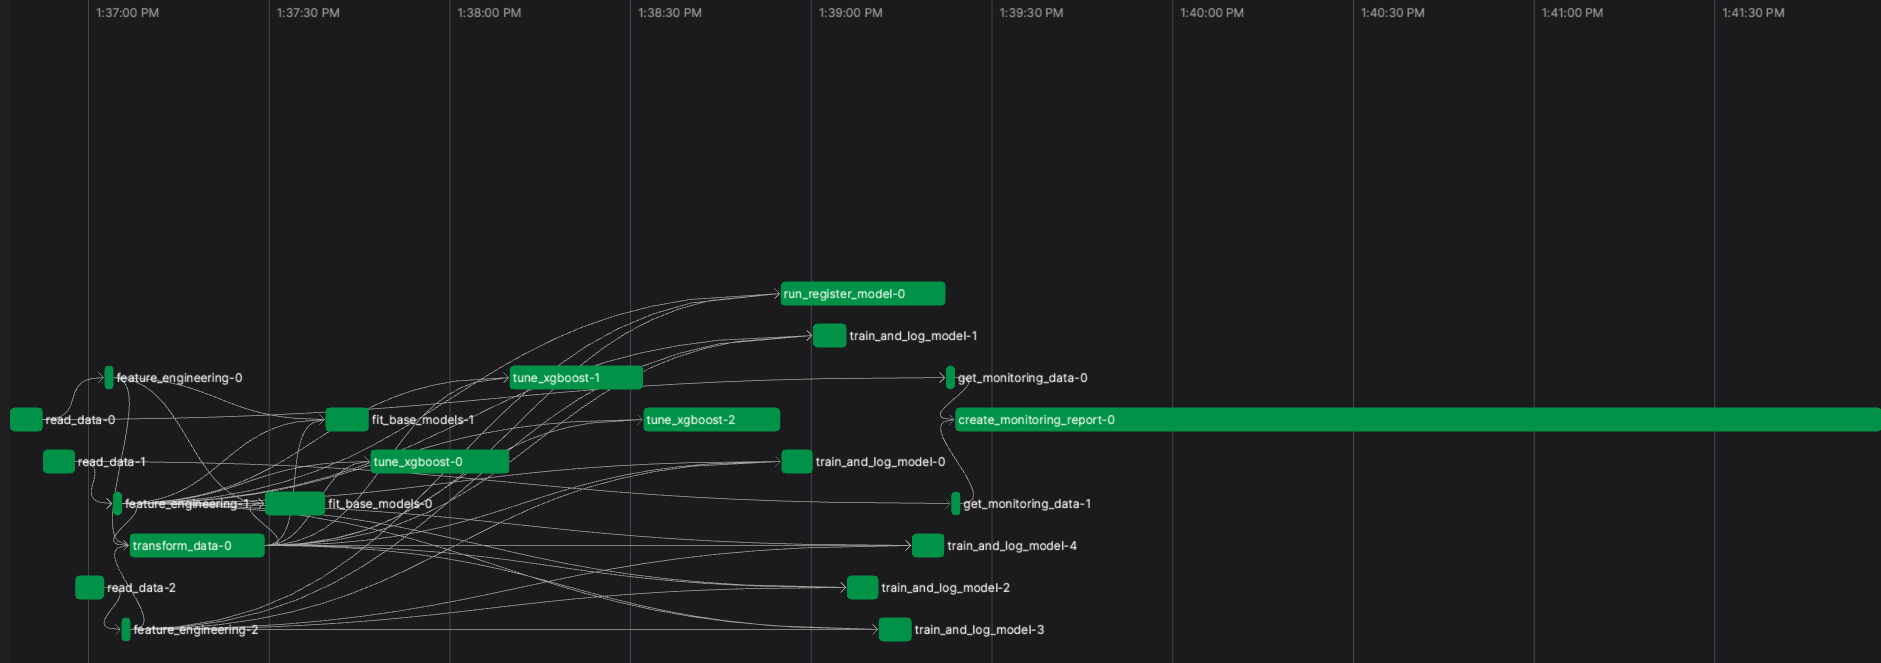 1:37:00 PM
1:37:30 PM
1:38:00 PM
1:38:30 PM
1:39:00 PM
1:39:30 PM
1:40:00 PM
1:40:30 PM
1:41:00 PM
1:41:30 PM
run_register_model-0
train_and_log_model-1
feature_engineering-0
tune_xgboost-1
get_monitoring_data-0
read_data-0
fit_base_models-1
tune_xgboost-2
create_monitoring_report-0
read_data-1
tune_xgboost-0
train_and_log_model-0
feature_engineering-1
fit_base_models-0
get_monitoring_data-1
transform_data-0
train_and_log_model-4
read_data-2
train_and_log_model-2
feature_engineering-2
train_and_log_model-3